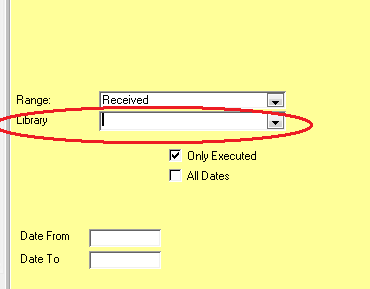 Range: Received
Library
Only Executed
All Dates
Date From
Date To